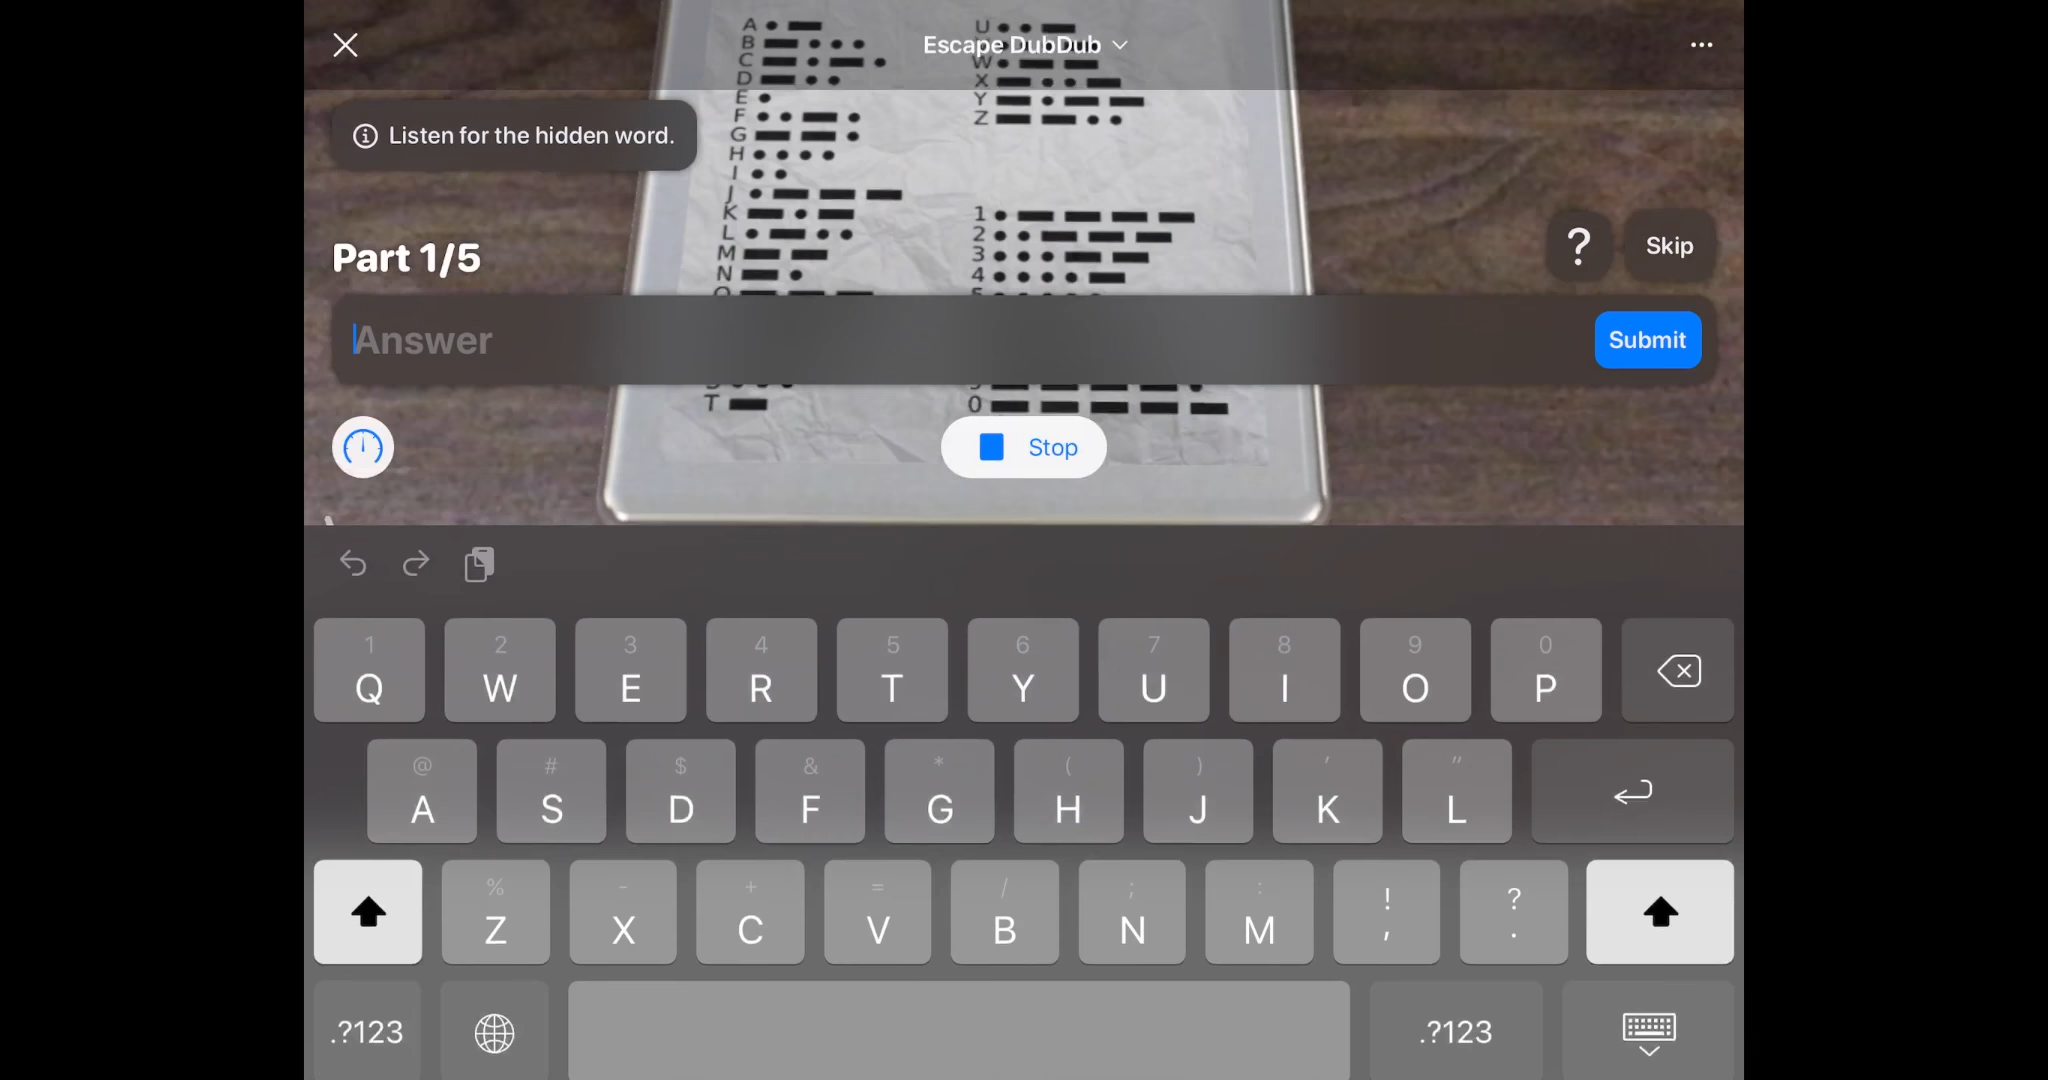 Escape DubDub
Listen for the hidden word.
A
B
C
D
E
F
G
H
I
J
K
L
M
N
T
U
W
X
Y
Z
1
2
3
4
0
Part 1/5
?
Skip
Answer
Submit
Stop
1 2 3 4 5 6 7 8 9 0
Q W E R T Y U I O P
@ # $ & * ( ) ' "
A S D F G H J K L
% - + = / ; : ! ?
Z X C V B N M , .
.?123 .?123